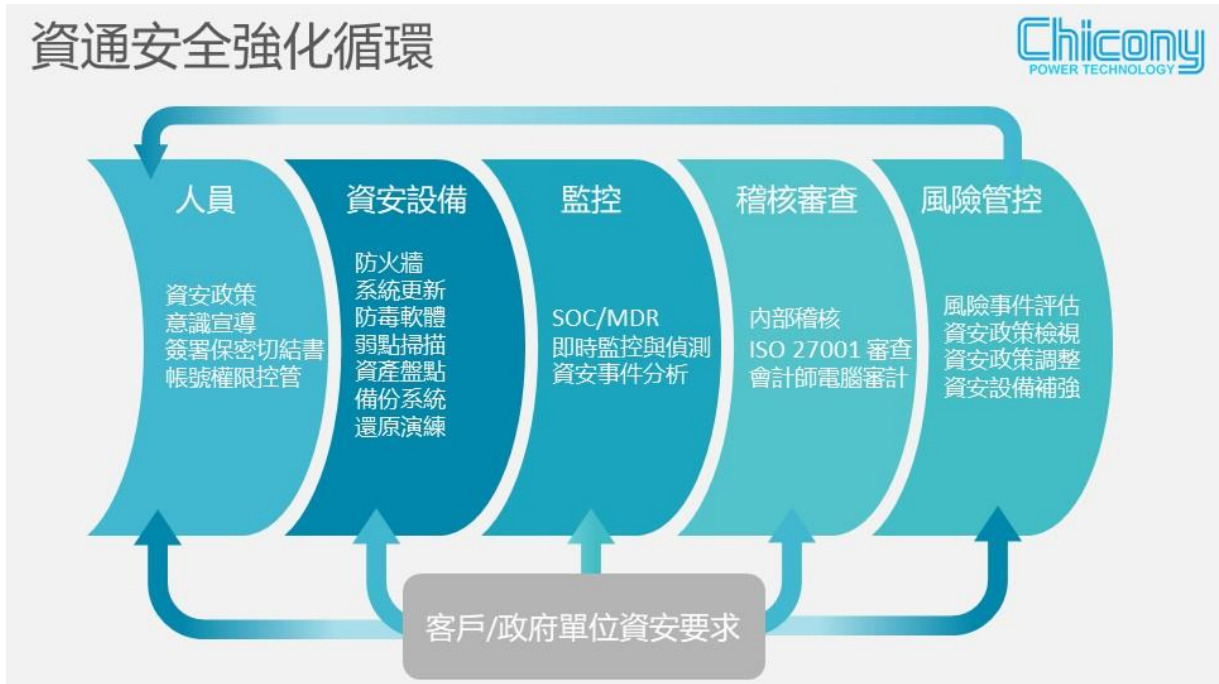 資通安全強化循環
Chicony
POWER TECHNOLOGY
人員
資安政策
意識宣導
簽署保密切結書
帳號權限控管
資安設備
防火牆
系統更新
防毒軟體
弱點掃描
資產盤點
備份系統
還原演練
監控
SOC/MDR
即時監控與偵測
資安事件分析
稽核審查
內部稽核
ISO 27001 審查
會計師電腦審計
風險管控
風險事件評估
資安政策檢視
資安政策調整
資安設備補強
客戶/政府單位資安要求